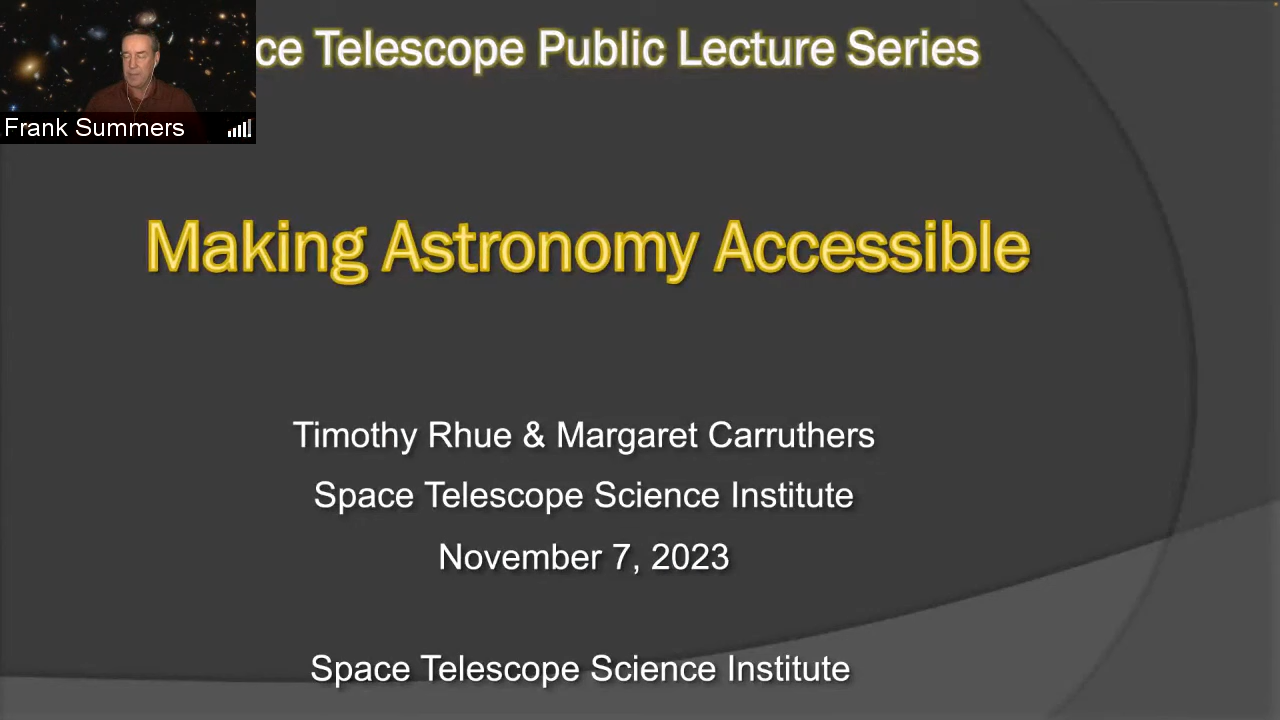 ce Telescope Public Lecture Series
Frank Summers
Making Astronomy Accessible
Timothy Rhue & Margaret Carruthers
Space Telescope Science Institute
November 7, 2023
Space Telescope Science Institute